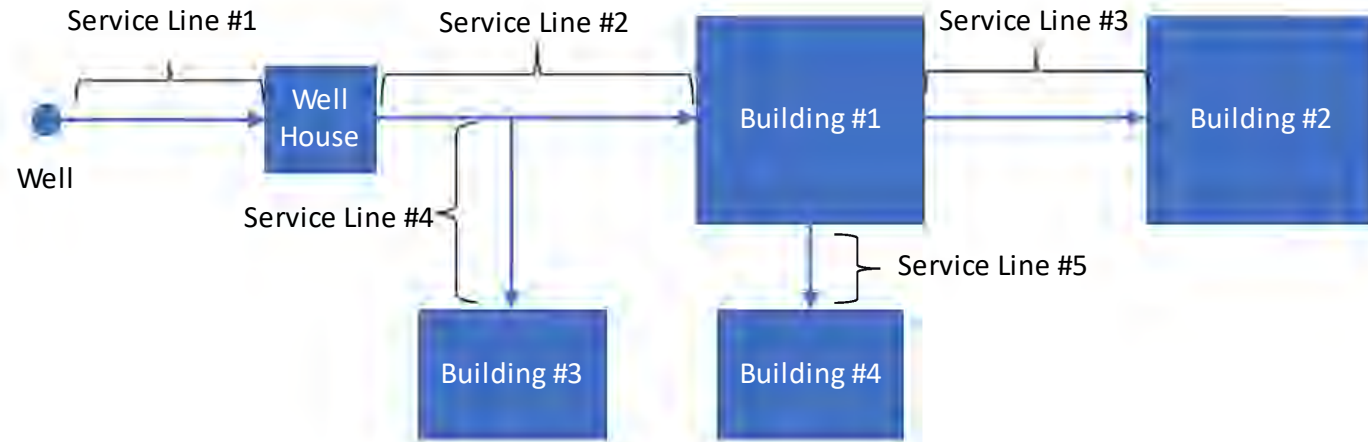 Service Line #1
Service Line #2
Service Line #3
Well
House
Building #1
Building #2
Well
Service Line #4
Service Line #5
Building #3
Building #4